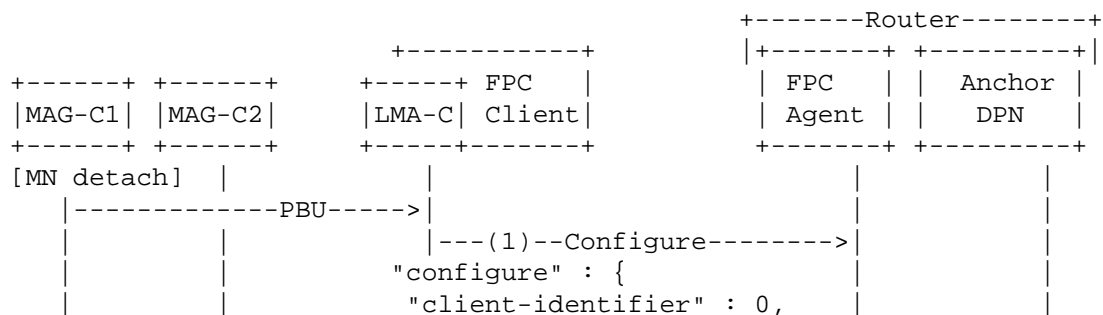 +-------Router--------+
                        +-----------+         |+-------+ +---------+|
+------+ +------+     +-----+ FPC   |          | FPC   | |  Anchor |
|MAG-C1| |MAG-C2|     |LMA-C| Client|          | Agent | |   DPN   |
+------+ +------+     +-----+-------+          +-------+ +---------+
[MN detach]  |            |                          |           |
   |-------------PBU----->|                          |           |
   |         |            |---(1)--Configure-------->|           |
   |         |          "configure" : {              |           |
   |         |           "client-identifier" : 0,    |           |